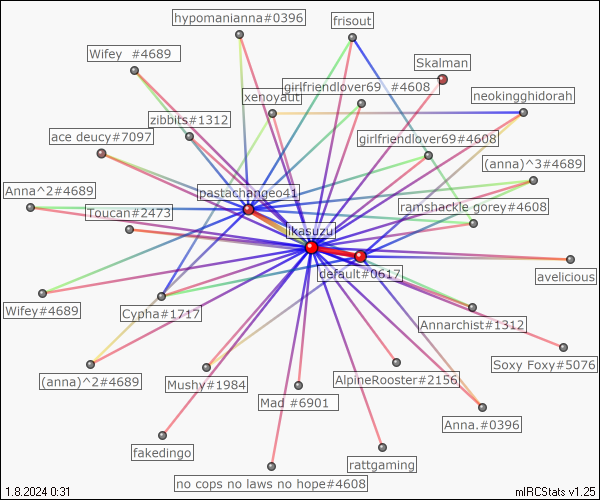 hypomanianna#0396
frisout
Wifey #4689
Skalman
girlfriendlover69 #4608
xenoyaut
neokingghidorah
zibbits#1312
ace deucy#7097
girlfriendlover69#4608
(anna)^3#4689
Anna^2#4689
pastachangeo41
Toucan#2473
ramshackle gorey#4608
ikasuzu
default#0617
avelicious
Wifey#4689
Cypha#1717
Annarchist#1312
Soxy Foxy#5076
(anna)^2#4689
Mushy#1984
AlpineRooster#2156
Mad #6901
Anna.#0396
fakedingo
rattgaming
no cops no laws no hope#4608
1.8.2024 0:31
mIRCStats v1.25